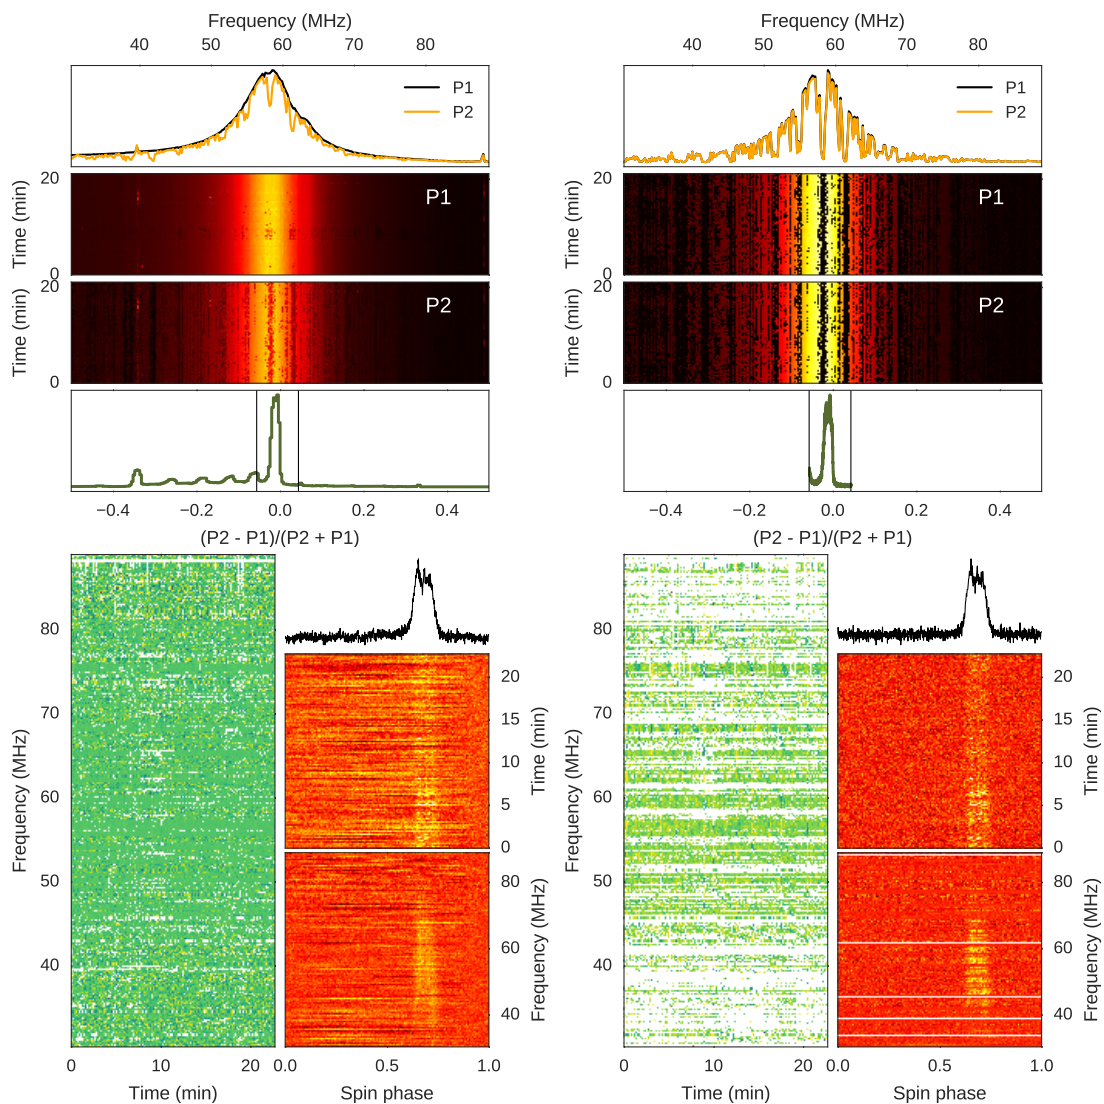 Frequency (MHz)
40 50 60 70 80
P1
P2
Time (min)
20
0
P1
Time (min)
20
0
P2
−0.4 −0.2 0.0 0.2 0.4
(P2 - P1)/(P2 + P1)
Frequency (MHz)
80
70
60
50
40
0 10 20
Time (min)
20
15
10
5
0
Time (min)
80
60
40
Frequency (MHz)
0.0 0.5 1.0
Spin phase
Frequency (MHz)
40 50 60 70 80
P1
P2
Time (min)
20
0
P1
Time (min)
20
0
P2
−0.4 −0.2 0.0 0.2 0.4
(P2 - P1)/(P2 + P1)
Frequency (MHz)
80
70
60
50
40
0 10 20
Time (min)
20
15
10
5
0
Time (min)
80
60
40
Frequency (MHz)
0.0 0.5 1.0
Spin phase